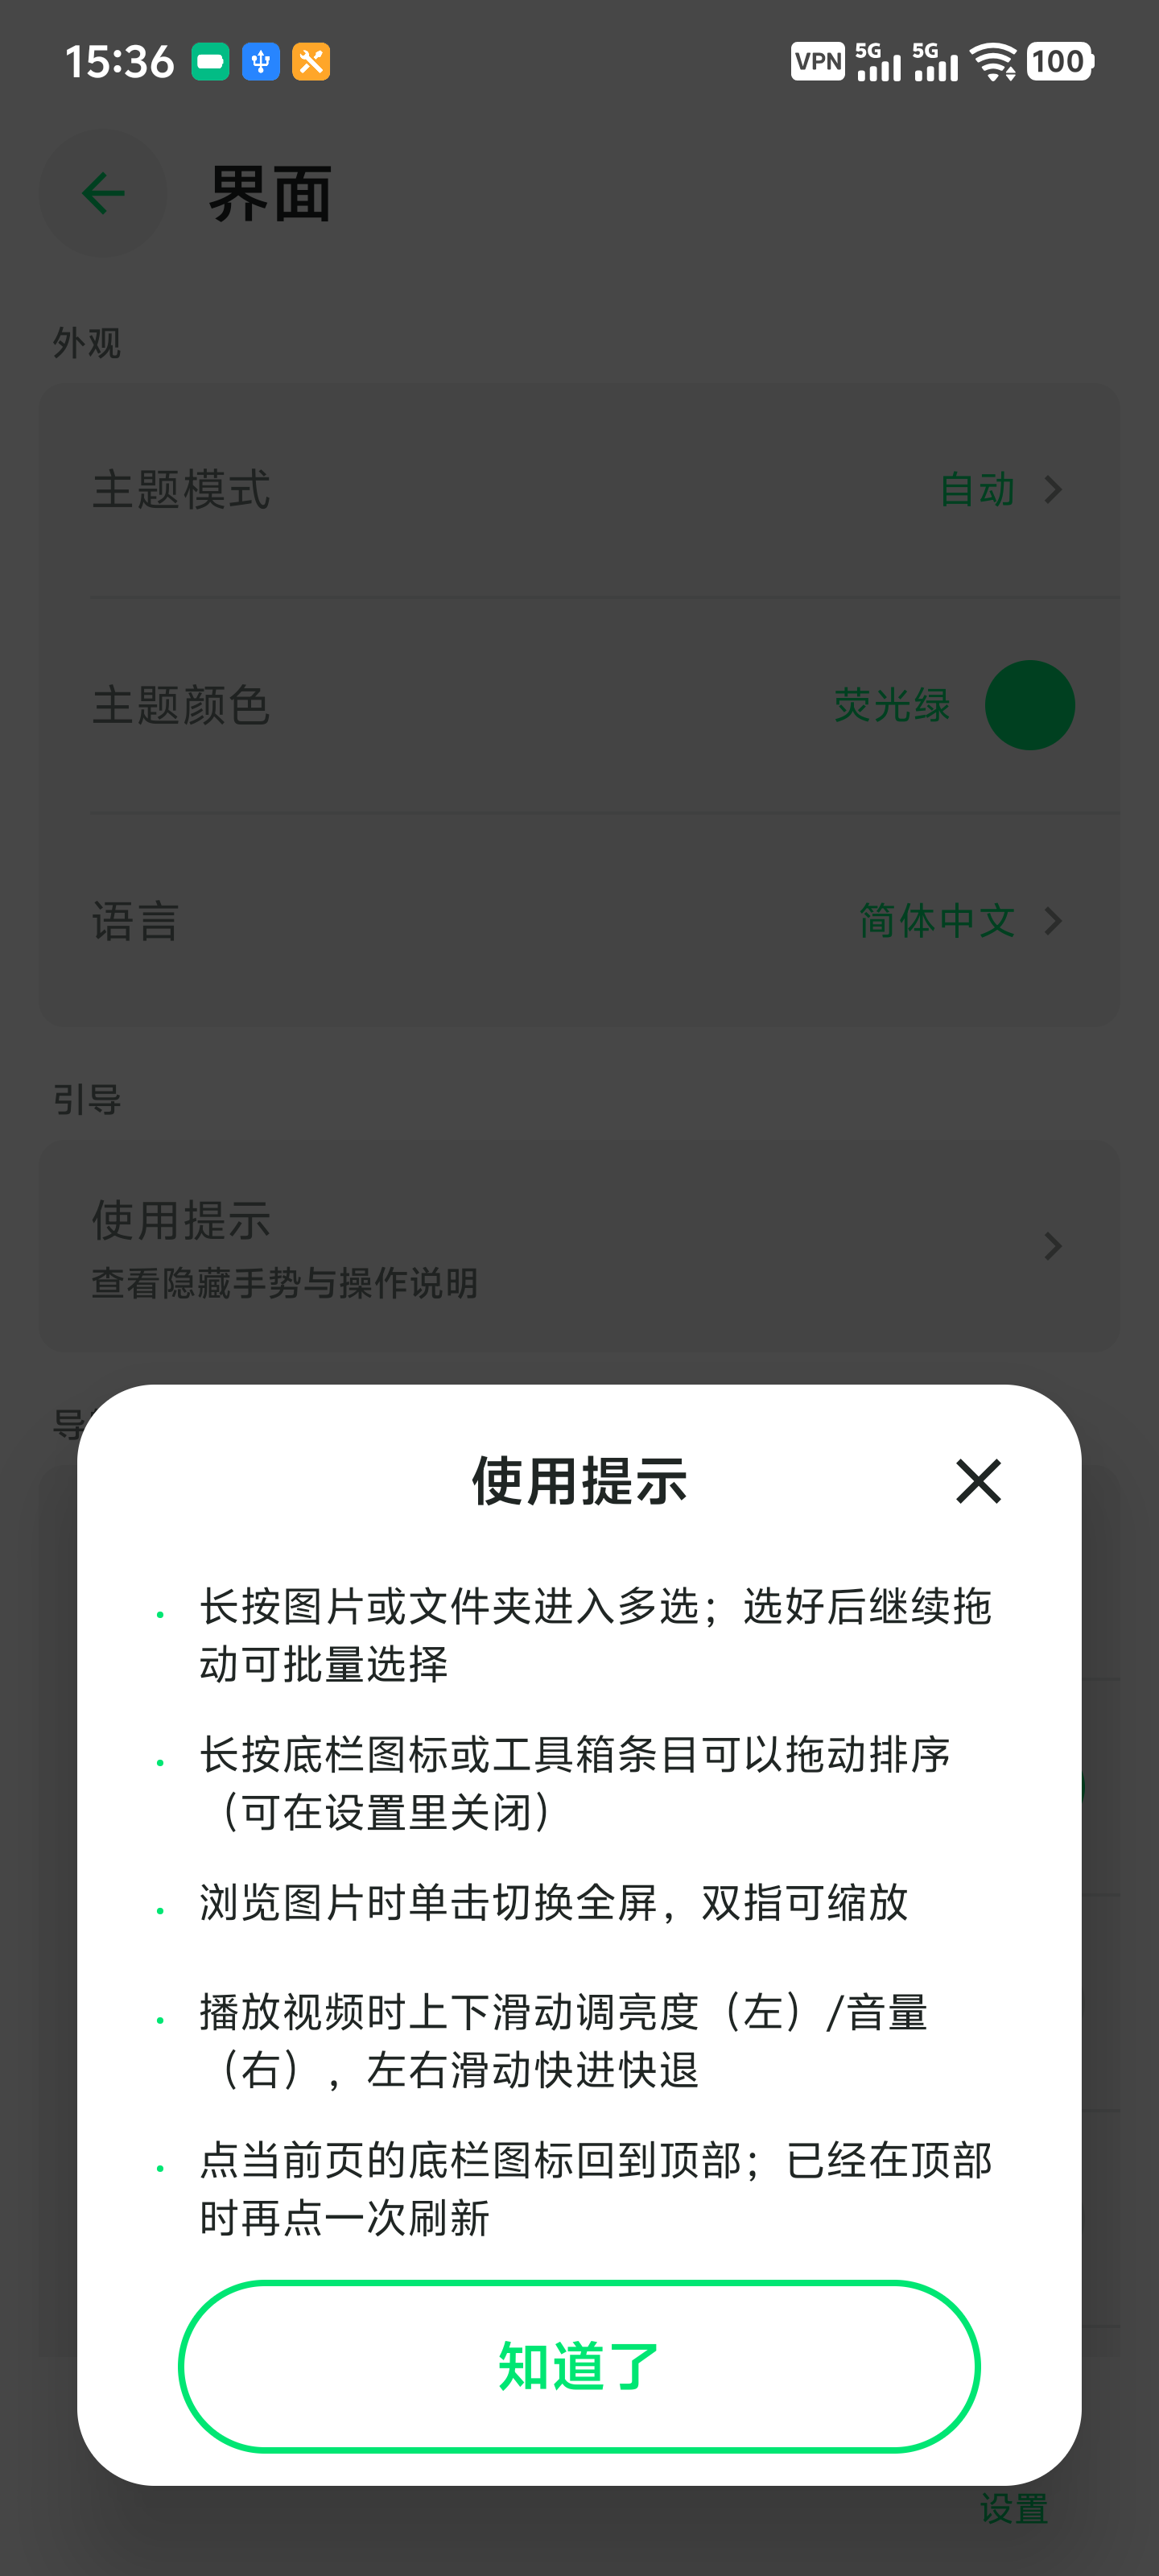 15:36
VPN 5G 5G 100
界面
外观
主题模式 自动
主题颜色 荧光绿
语言 简体中文
引导
使用提示
查看隐藏手势与操作说明
导
使用提示
长按图片或文件夹进入多选；选好后继续拖
动可批量选择
长按底栏图标或工具箱条目可以拖动排序
（可在设置里关闭）
浏览图片时单击切换全屏，双指可缩放
播放视频时上下滑动调亮度（左）/音量
（右），左右滑动快进快退
点当前页的底栏图标回到顶部；已经在顶部
时再点一次刷新
知道了
设置